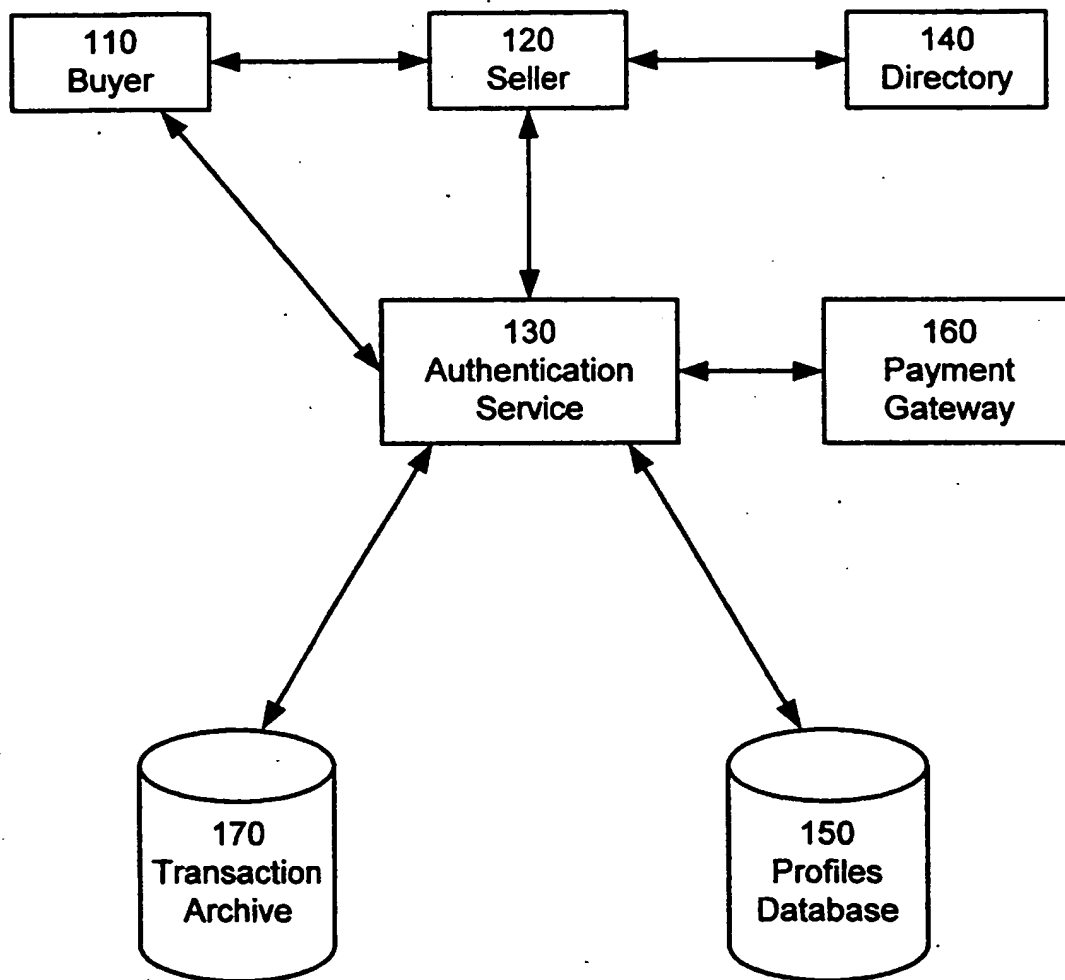 110
Buyer
120
Seller
140
Directory
130
Authentication
Service
160
Payment
Gateway
170
Transaction
Archive
150
Profiles
Database